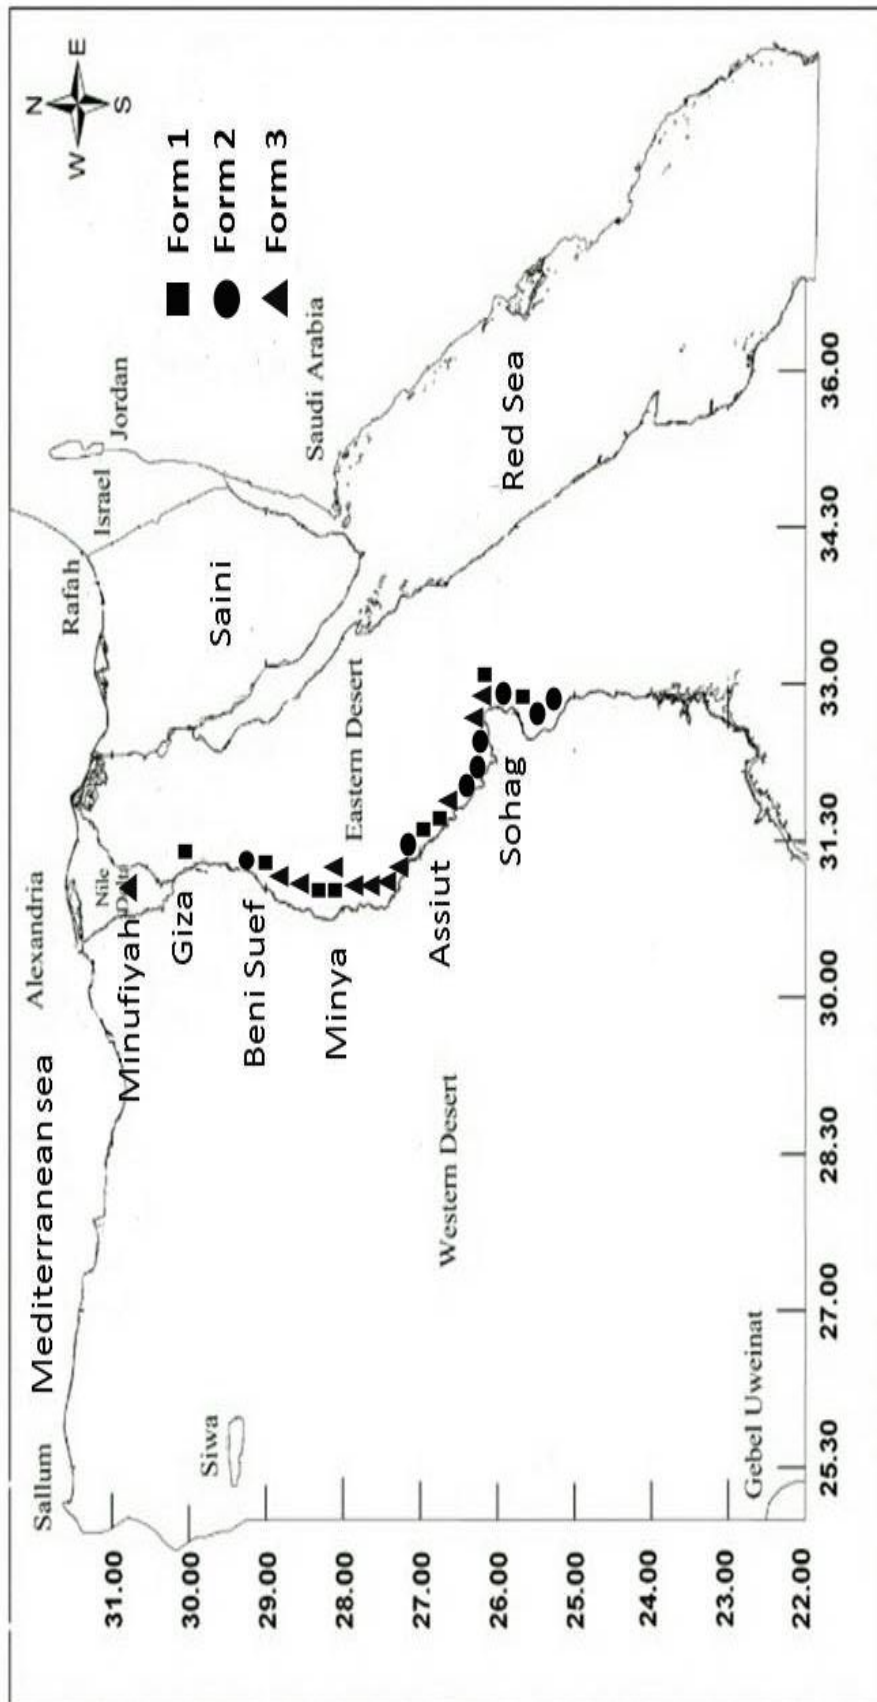 N
W
E
S
Form 1
Form 2
Form 3
Mediterranean sea
Sallum
Alexandria
Rafah
Israel
Jordan
Nile
Delta
Minufiyah
Saini
Saudi Arabia
Siwa
Giza
Beni Suef
Minya
Eastern Desert
Assiut
Western Desert
Sohag
Red Sea
Gebel Uweinat
31.00
30.00
29.00
28.00
27.00
26.00
25.00
24.00
23.00
22.00
25.30
27.00
28.30
30.00
31.30
33.00
34.30
36.00